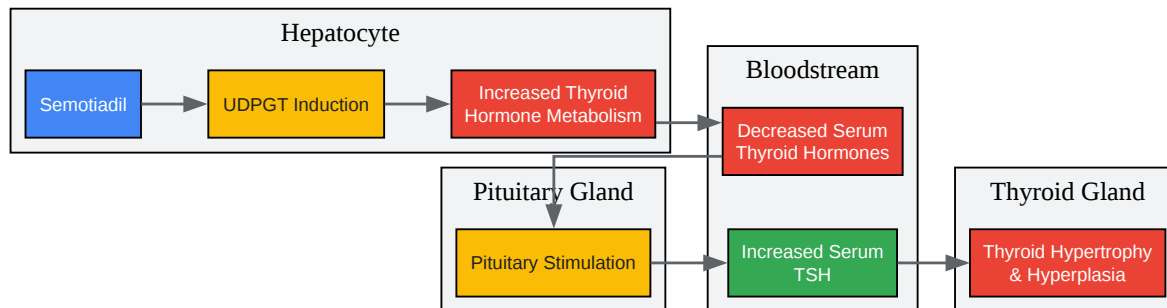 Hepatocyte
Semotiadil
UDPGT Induction
Increased Thyroid
Hormone Metabolism
Bloodstream
Decreased Serum
Thyroid Hormones
Pituitary Gland
Pituitary Stimulation
Increased Serum
TSH
Thyroid Gland
Thyroid Hypertrophy
& Hyperplasia